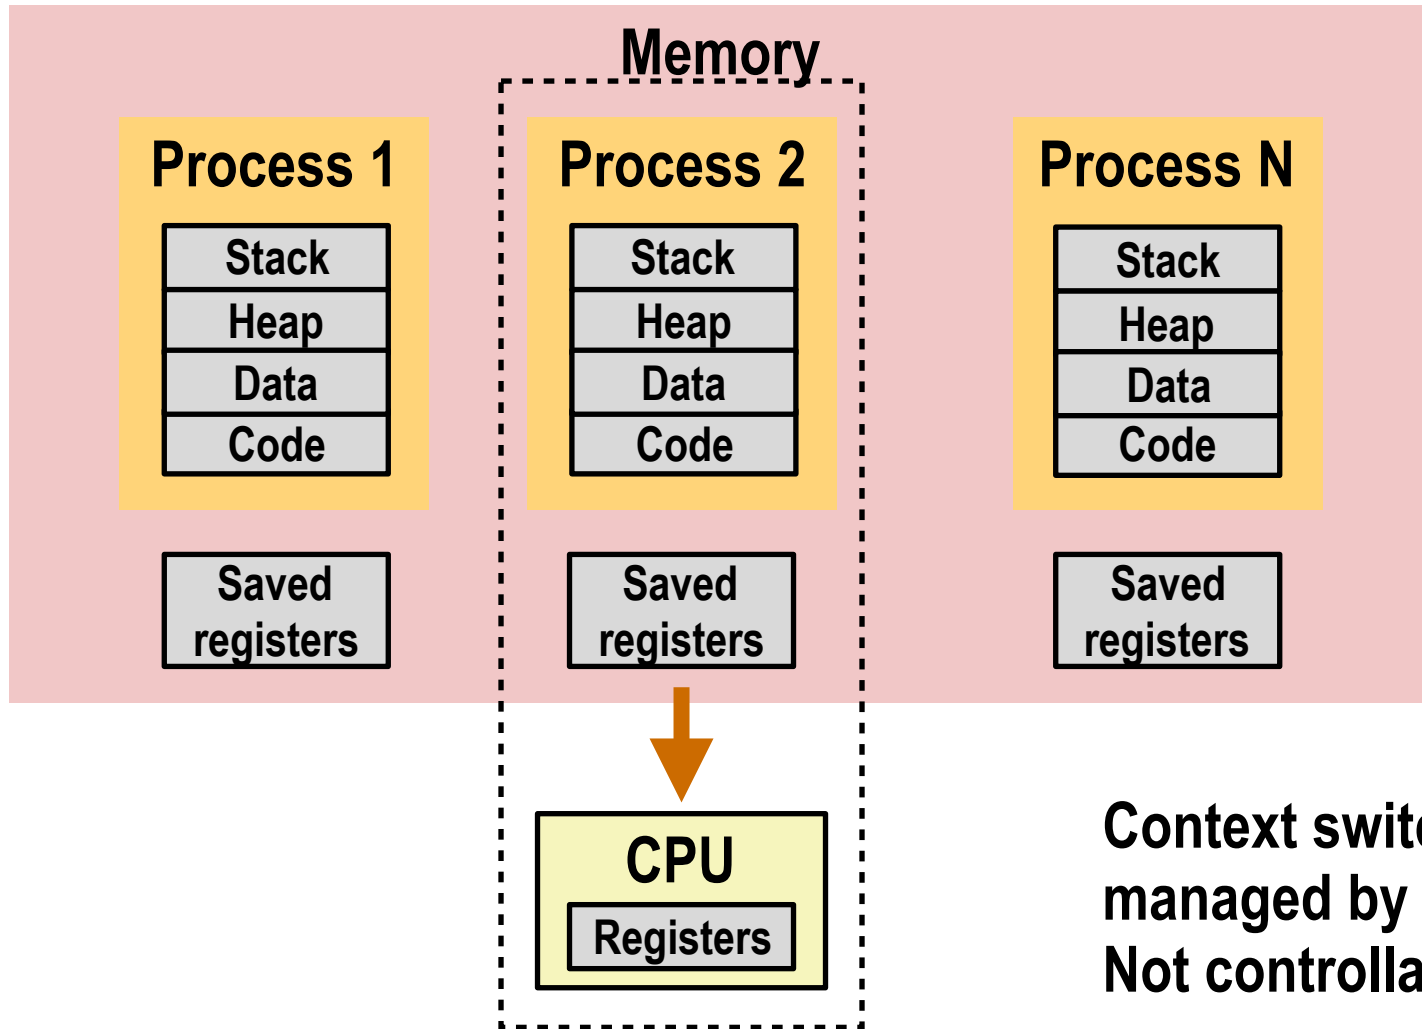 Memory
Process 1
Stack
Heap
Data
Code
Saved
registers
Process 2
Stack
Heap
Data
Code
Saved
registers
Process N
Stack
Heap
Data
Code
Saved
registers
CPU
Registers
Context
managed by
Not